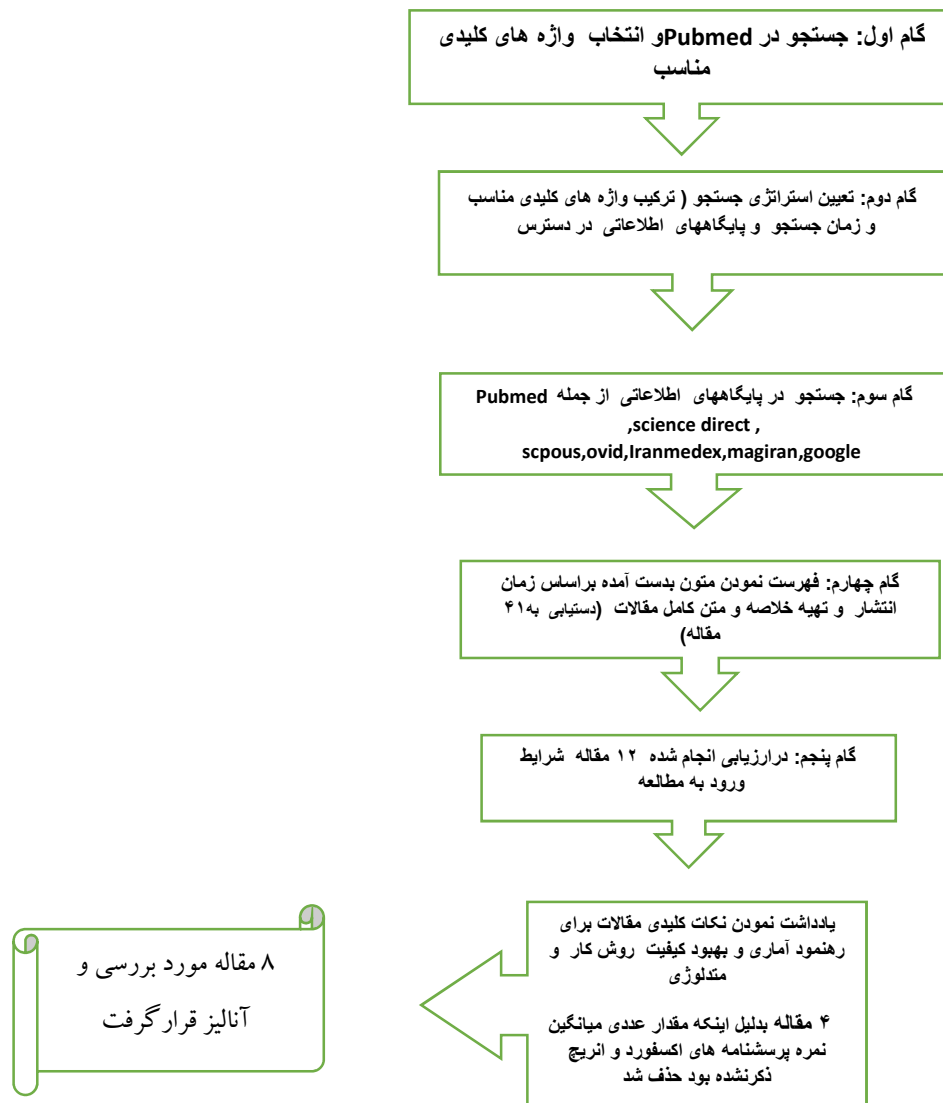 گام اول: جستجو در Pubmedو انتخاب واژه های کلیدی
مناسب
گام دوم: تعیین استراتژی جستجو ( ترکیب واژه های کلیدی مناسب
و زمان جستجو و پایگاههای اطلاعاتی در دسترس
گام سوم: جستجو در پایگاههای اطلاعاتی از جمله Pubmed
,science direct ,
scpous,ovid,Iranmedex,magiran,google
گام چهارم: فهرست نمودن متون بدست آمده براساس زمان
انتشار و تهیه خلاصه و متن کامل مقالات (دستیابی به۴۱
مقاله)
گام پنجم: درارزیابی انجام شده ۱۲ مقاله شرایط
ورود به مطالعه
یادداشت نمودن نکات کلیدی مقالات برای
رهنمود آماری و بهبود کیفیت روش کار و
متدلوژی
۴ مقاله بدلیل اینکه مقدار عددی میانگین
نمره پرسشنامه های اکسفورد و انریچ
ذکرنشده بود حذف شد
۸ مقاله مورد بررسی و
آنالیز قرارگرفت